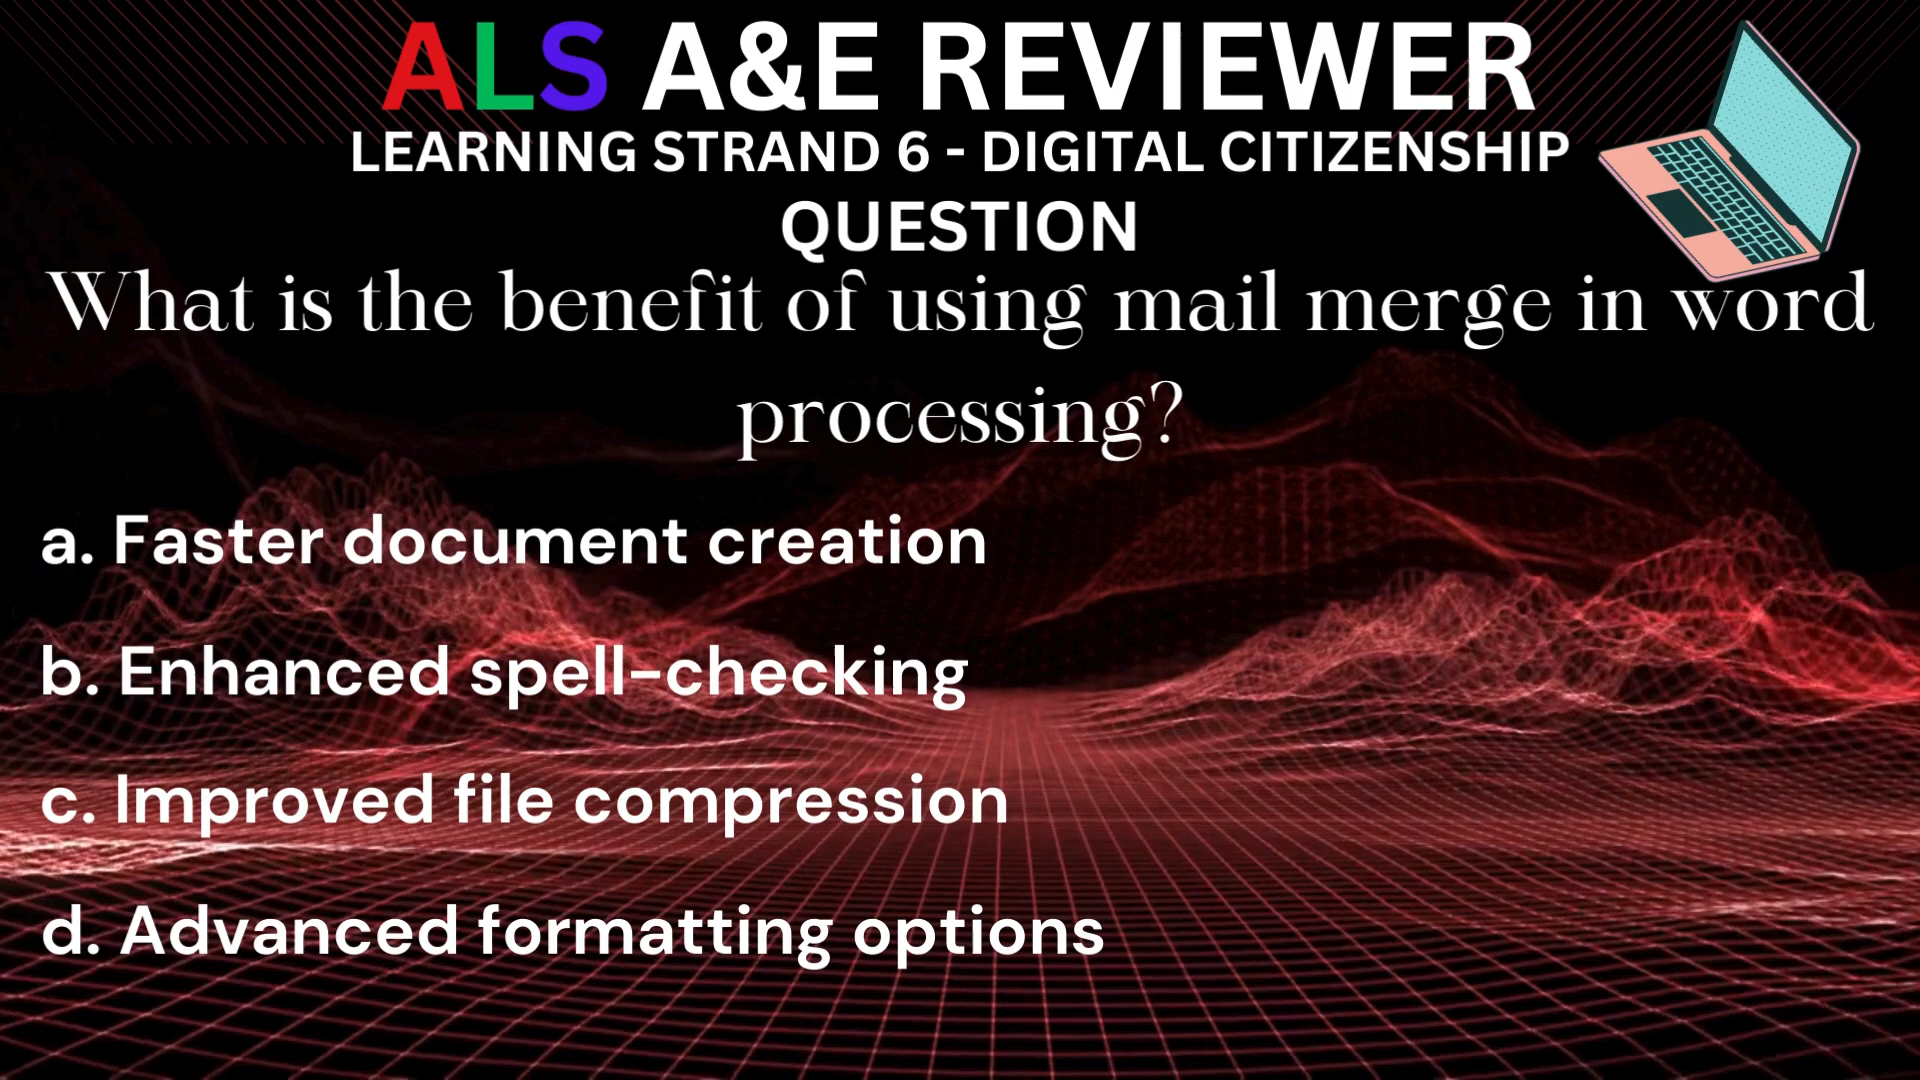 ALS A&E REVIEWER
LEARNING STRAND 6 - DIGITAL CITIZENSHIP
QUESTION
What is the benefit of using mail merge in word
processing?
a. Faster document creation
b. Enhanced spell-checking
c. Improved file compression
d. Advanced formatting options